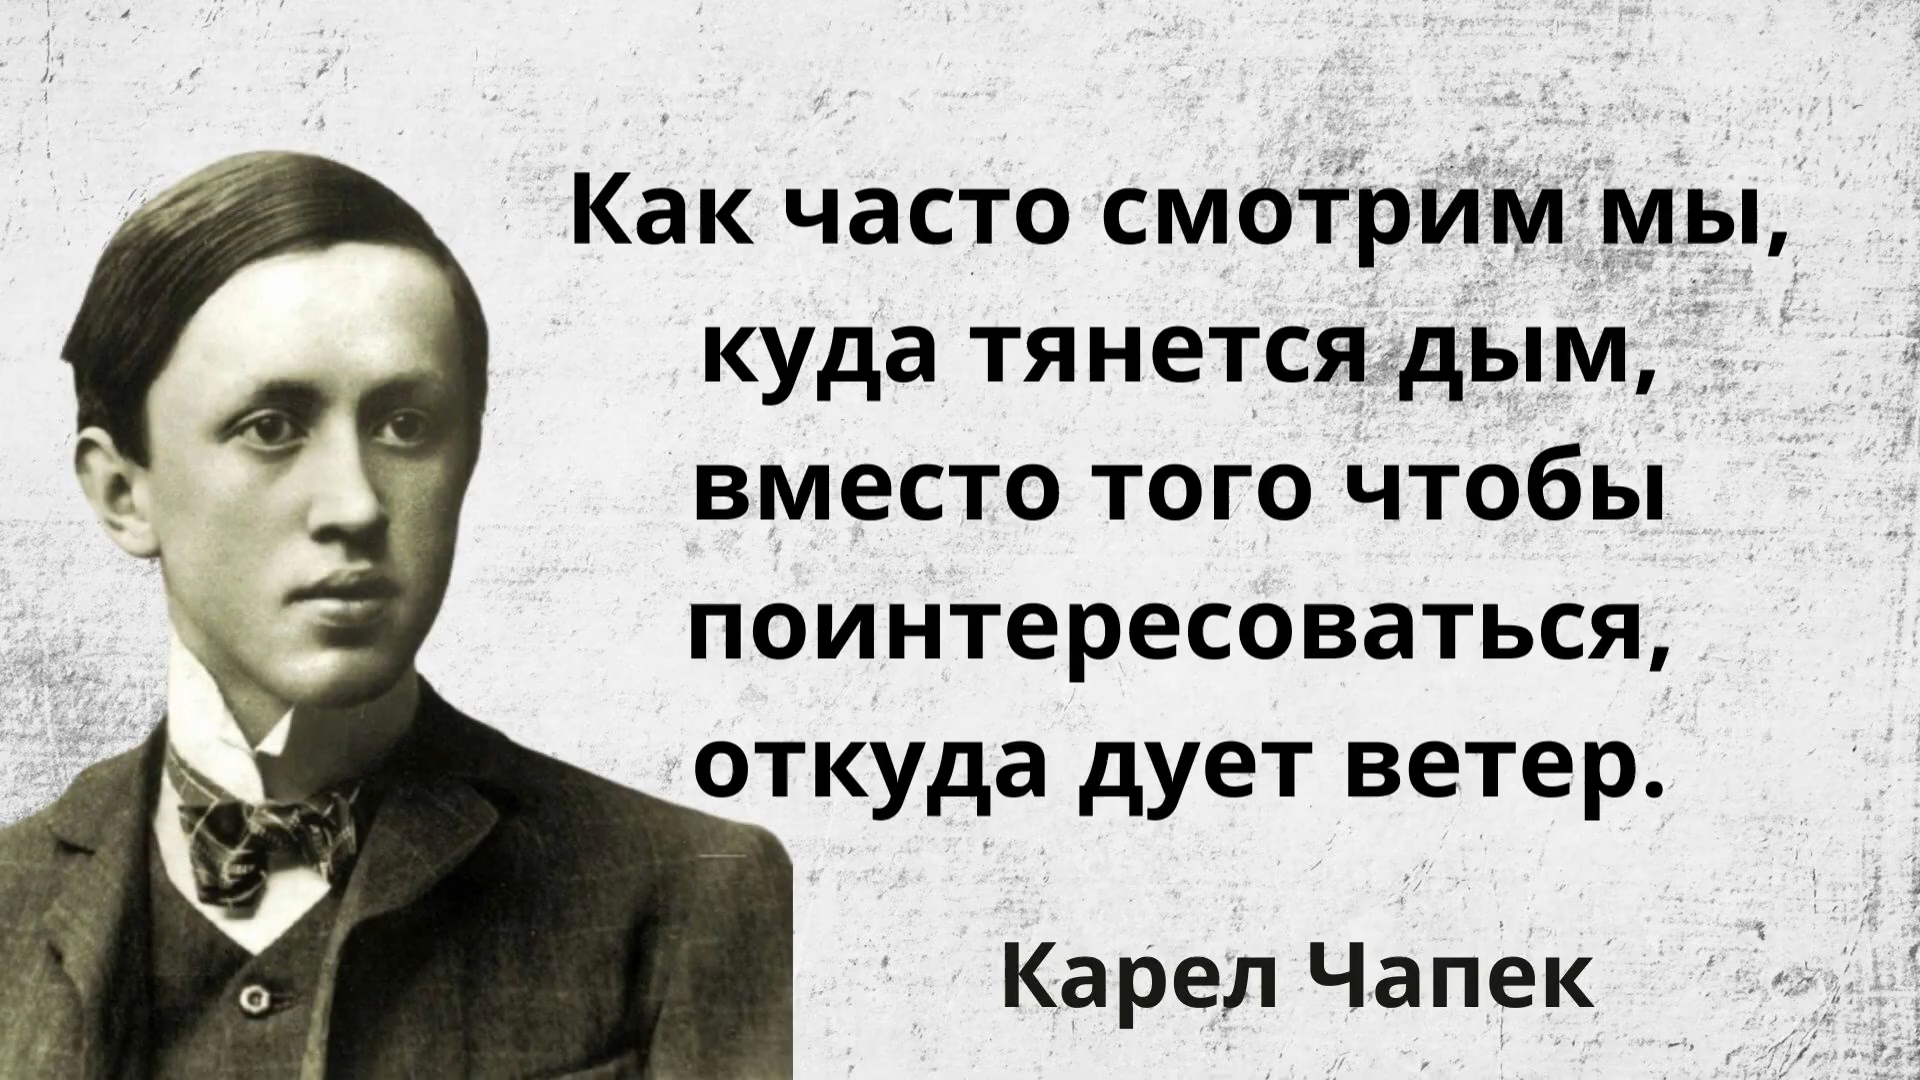 Как часто смотрим мы,
куда тянется дым,
вместо того чтобы
поинтересоваться,
откуда дует ветер.
Карел Чапек